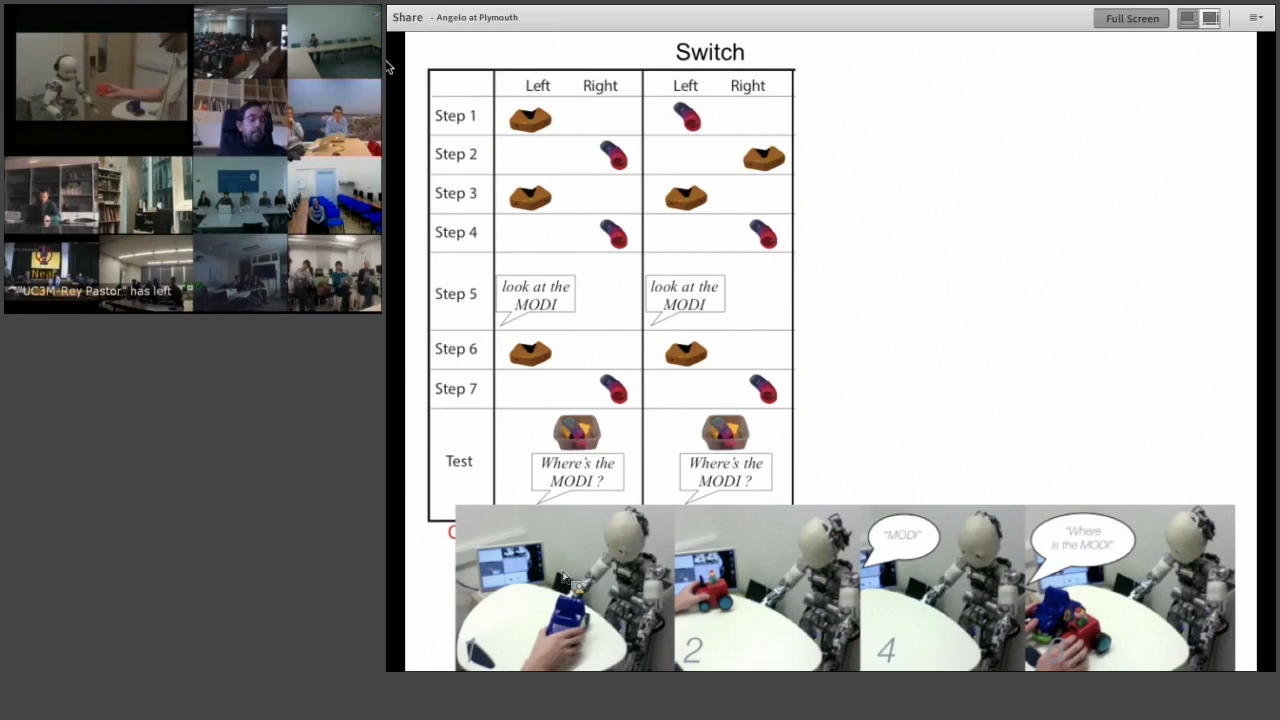 Share - Angelo at Plymouth
Full Screen
Near
"UC3M-Rey Pastor" has left
Switch
Left Right Left Right
Step 1
Step 2
Step 3
Step 4
Step 5
look at the
MODI
look at the
MODI
Step 6
Step 7
Test
Where's the
MODI ?
Where's the
MODI ?
1
2
"MODI"
4
"Where
is the MODI"